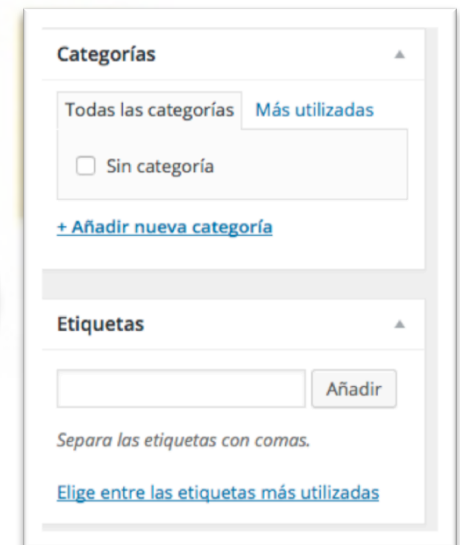 Categorías
Todas las categorías Más utilizadas
Sin categoría
+ Añadir nueva categoría
Etiquetas
Añadir
Separa las etiquetas con comas.
Elige entre las etiquetas más utilizadas